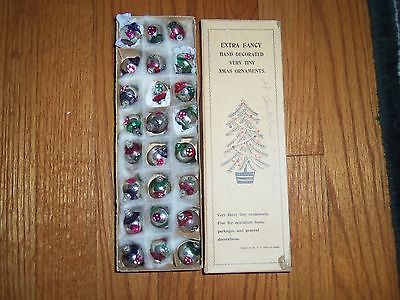 EXTRA FANCY
HAND DECORATED
VERY TINY
XMAS ORNAMENTS.
Very fancy tiny ornaments.
Fine for miniature trees,
packages, and general
decorations.